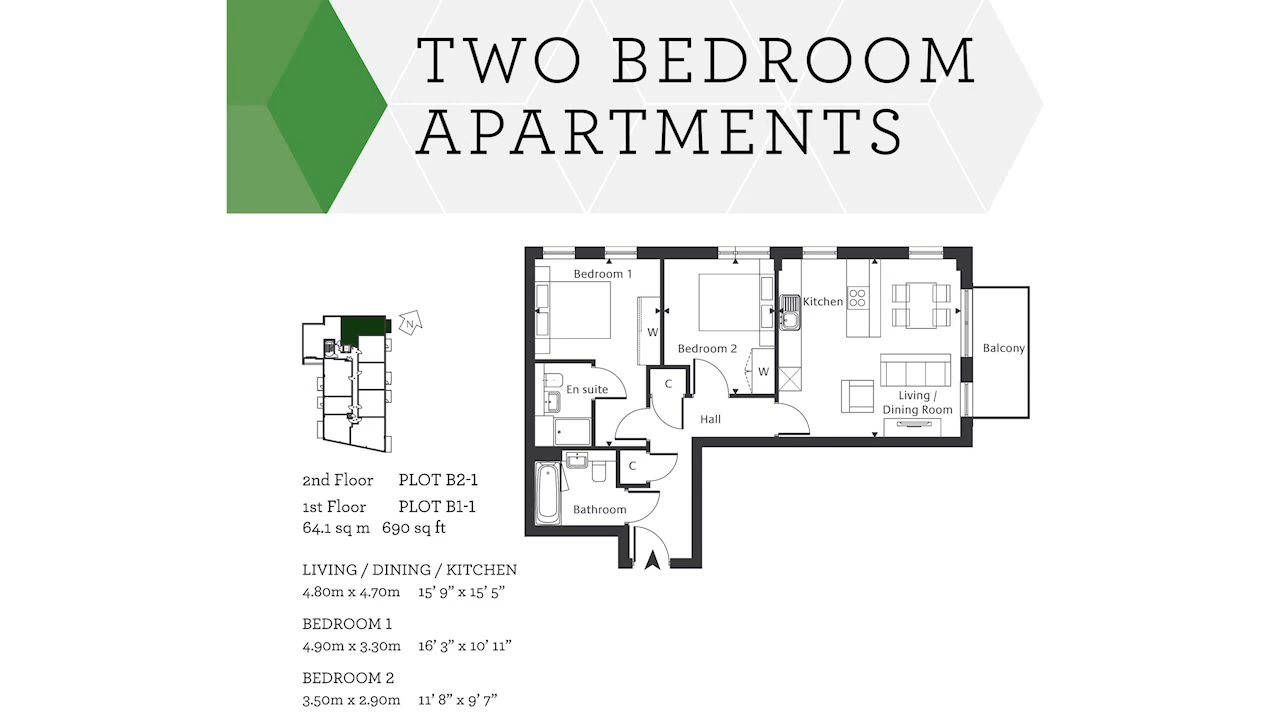 TWO BEDROOM
APARTMENTS
Bedroom 1
Kitchen
N
W
Bedroom 2
Balcony
W
C
En suite
Living /
Dining Room
Hall
C
Bathroom
2nd Floor PLOT B2-1
1st Floor PLOT B1-1
64.1 sq m 690 sq ft
LIVING / DINING / KITCHEN
4.80m x 4.70m 15’ 9” x 15’ 5”
BEDROOM 1
4.90m x 3.30m 16’ 3” x 10’ 11”
BEDROOM 2
3.50m x 2.90m 11’ 8” x 9’ 7”